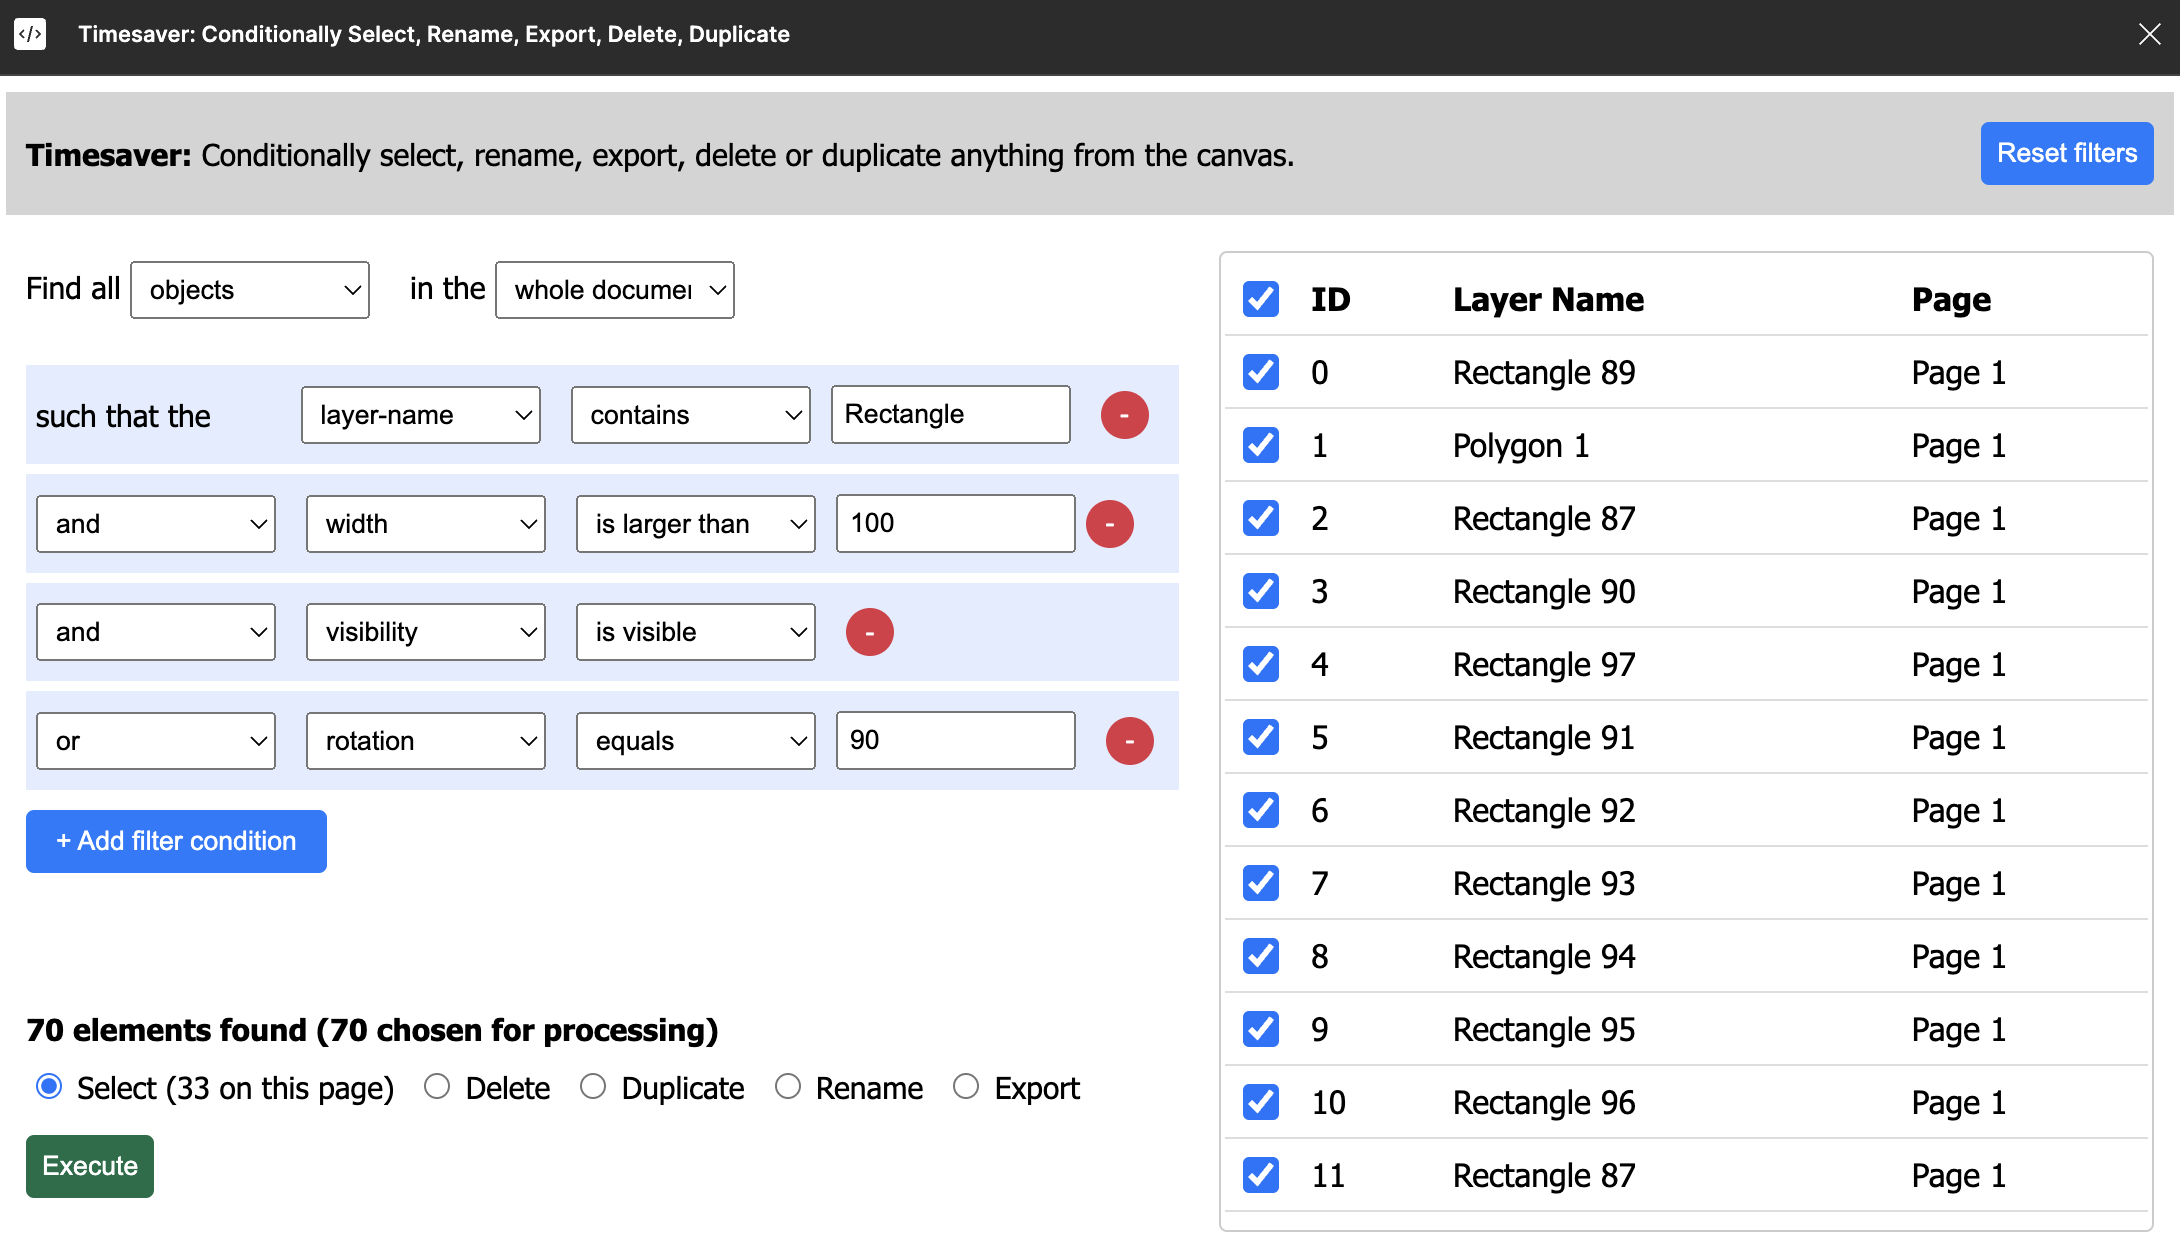 </> Timesaver: Conditionally Select, Rename, Export, Delete, Duplicate
Timesaver: Conditionally select, rename, export, delete or duplicate anything from the canvas.
Reset filters
Find all objects in the whole documer
such that the layer-name contains Rectangle -
and width is larger than 100 -
and visibility is visible -
or rotation equals 90 -
+ Add filter condition
70 elements found (70 chosen for processing)
Select (33 on this page) Delete Duplicate Rename Export
Execute
ID Layer Name Page
0 Rectangle 89 Page 1
1 Polygon 1 Page 1
2 Rectangle 87 Page 1
3 Rectangle 90 Page 1
4 Rectangle 97 Page 1
5 Rectangle 91 Page 1
6 Rectangle 92 Page 1
7 Rectangle 93 Page 1
8 Rectangle 94 Page 1
9 Rectangle 95 Page 1
10 Rectangle 96 Page 1
11 Rectangle 87 Page 1